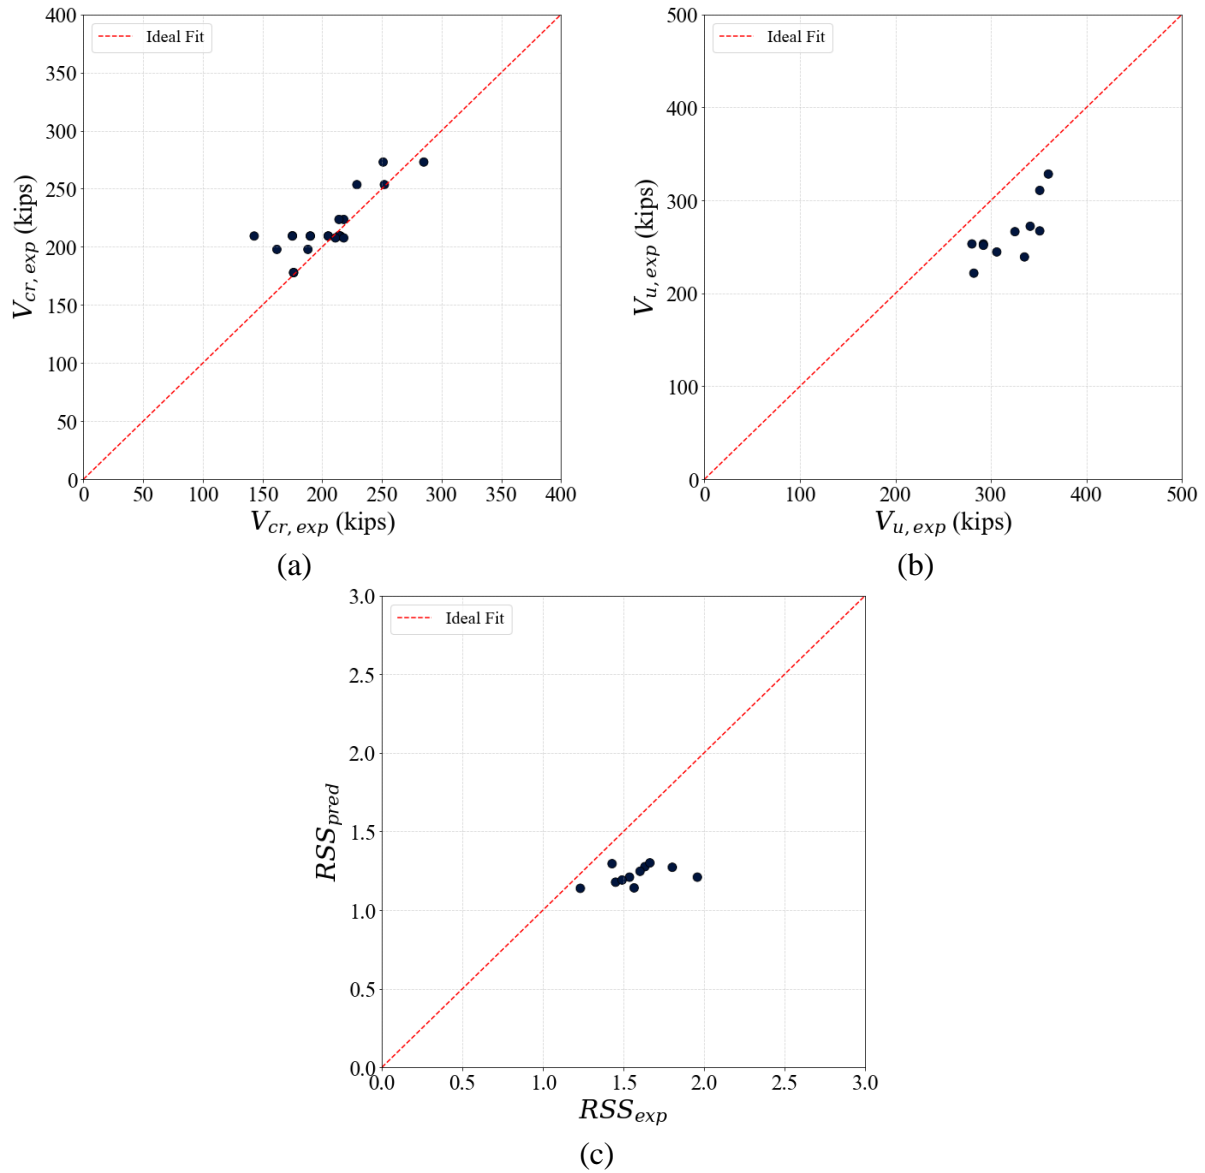 400
350
300
250
200
150
100
50
0
Ideal Fit
V_{cr, exp} (kips)
0 50 100 150 200 250 300 350 400
V_{cr, exp} (kips)
(a)
500
400
300
200
100
0
Ideal Fit
V_{u, exp} (kips)
0 100 200 300 400 500
V_{u, exp} (kips)
(b)
3.0
2.5
2.0
1.5
1.0
0.5
0.0
Ideal Fit
RSS_{pred}
0.0 0.5 1.0 1.5 2.0 2.5 3.0
RSS_{exp}
(c)